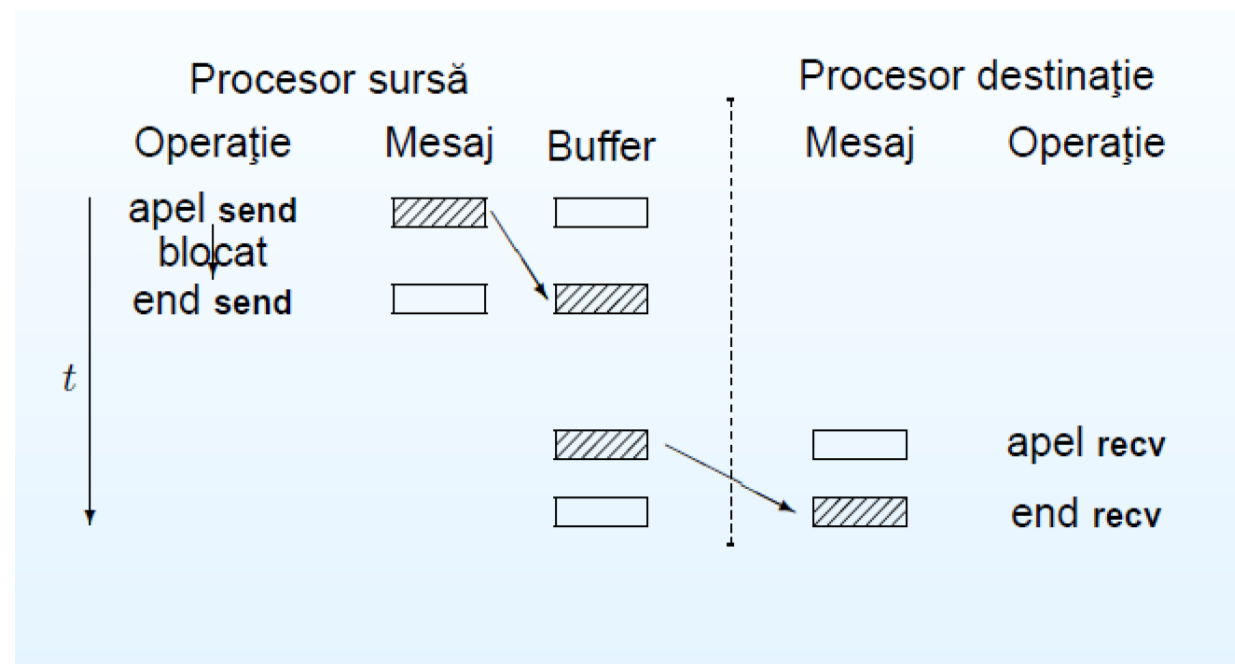 Procesor sursă
Procesor destinaţie
Operaţie Mesaj Buffer
Mesaj Operaţie
apel send
blocat
end send
t
apel recv
end recv